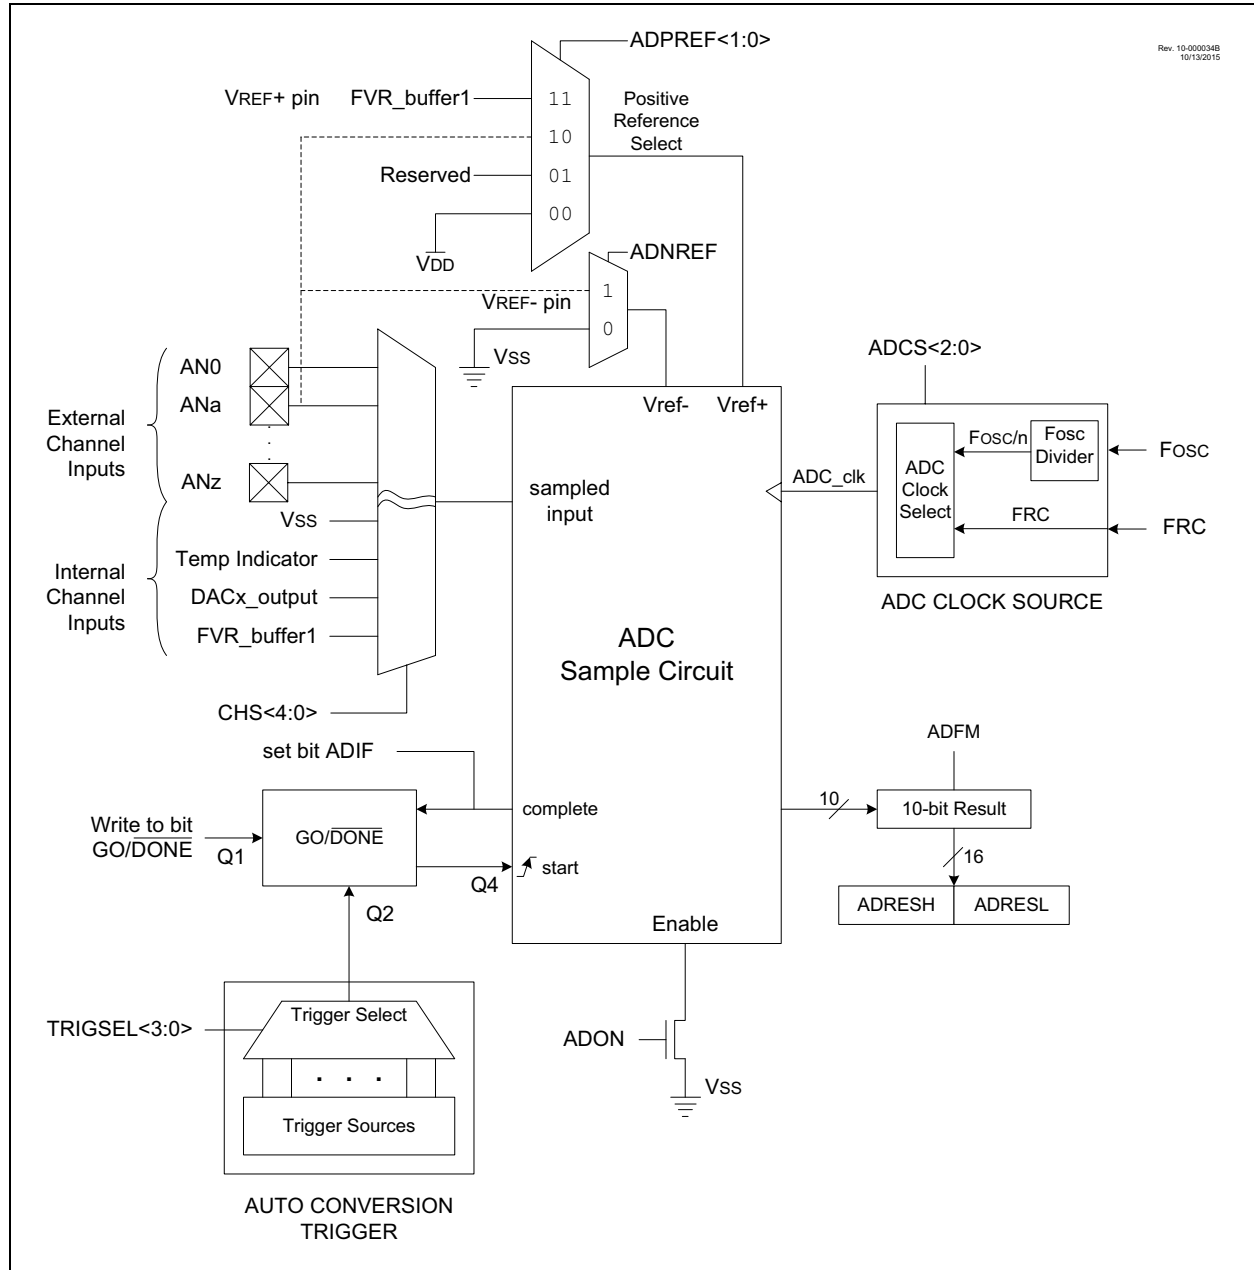 Rev. 10-000034B
10/13/2015
ADPREF<1:0>
VREF+ pin
FVR_buffer1
11
10
Reserved
01
00
VDD
Positive
Reference
Select
ADNREF
VREF- pin
1
0
VSS
External
Channel
Inputs
AN0
ANa
.
.
.
ANz
Internal
Channel
Inputs
VSS
Temp Indicator
DACx_output
FVR_buffer1
CHS<4:0>
Vref-
Vref+
sampled
input
ADC
Sample Circuit
ADCS<2:0>
ADC_clk
ADC
Clock
Select
FOSC/n
Fosc
Divider
FOSC
FRC
FRC
ADC CLOCK SOURCE
set bit ADIF
complete
Write to bit
GO/DONE
Q1
GO/DONE
Q4
start
Q2
Enable
ADFM
10
10-bit Result
16
ADRESH
ADRESL
TRIGSEL<3:0>
Trigger Select
. . .
Trigger Sources
AUTO CONVERSION
TRIGGER
ADON
VSS